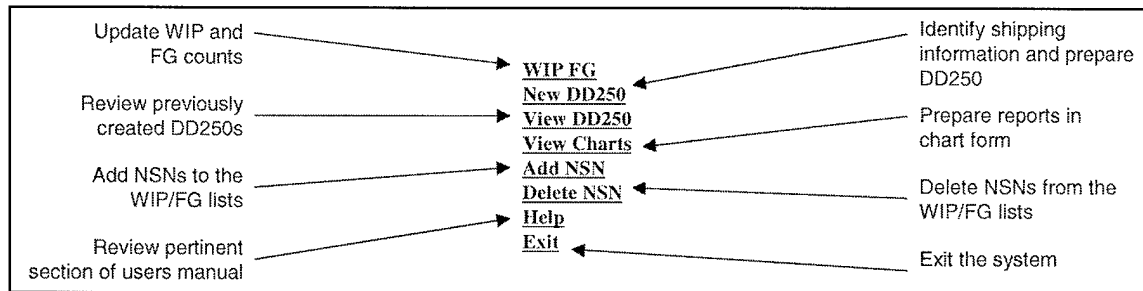 Update WIP and
FG counts
Review previously
created DD250s
Add NSNs to the
WIP/FG lists
Review pertinent
section of users manual
WIP FG
New DD250
View DD250
View Charts
Add NSN
Delete NSN
Help
Exit
Identify shipping
information and prepare
DD250
Prepare reports in
chart form
Delete NSNs from the
WIP/FG lists
Exit the system